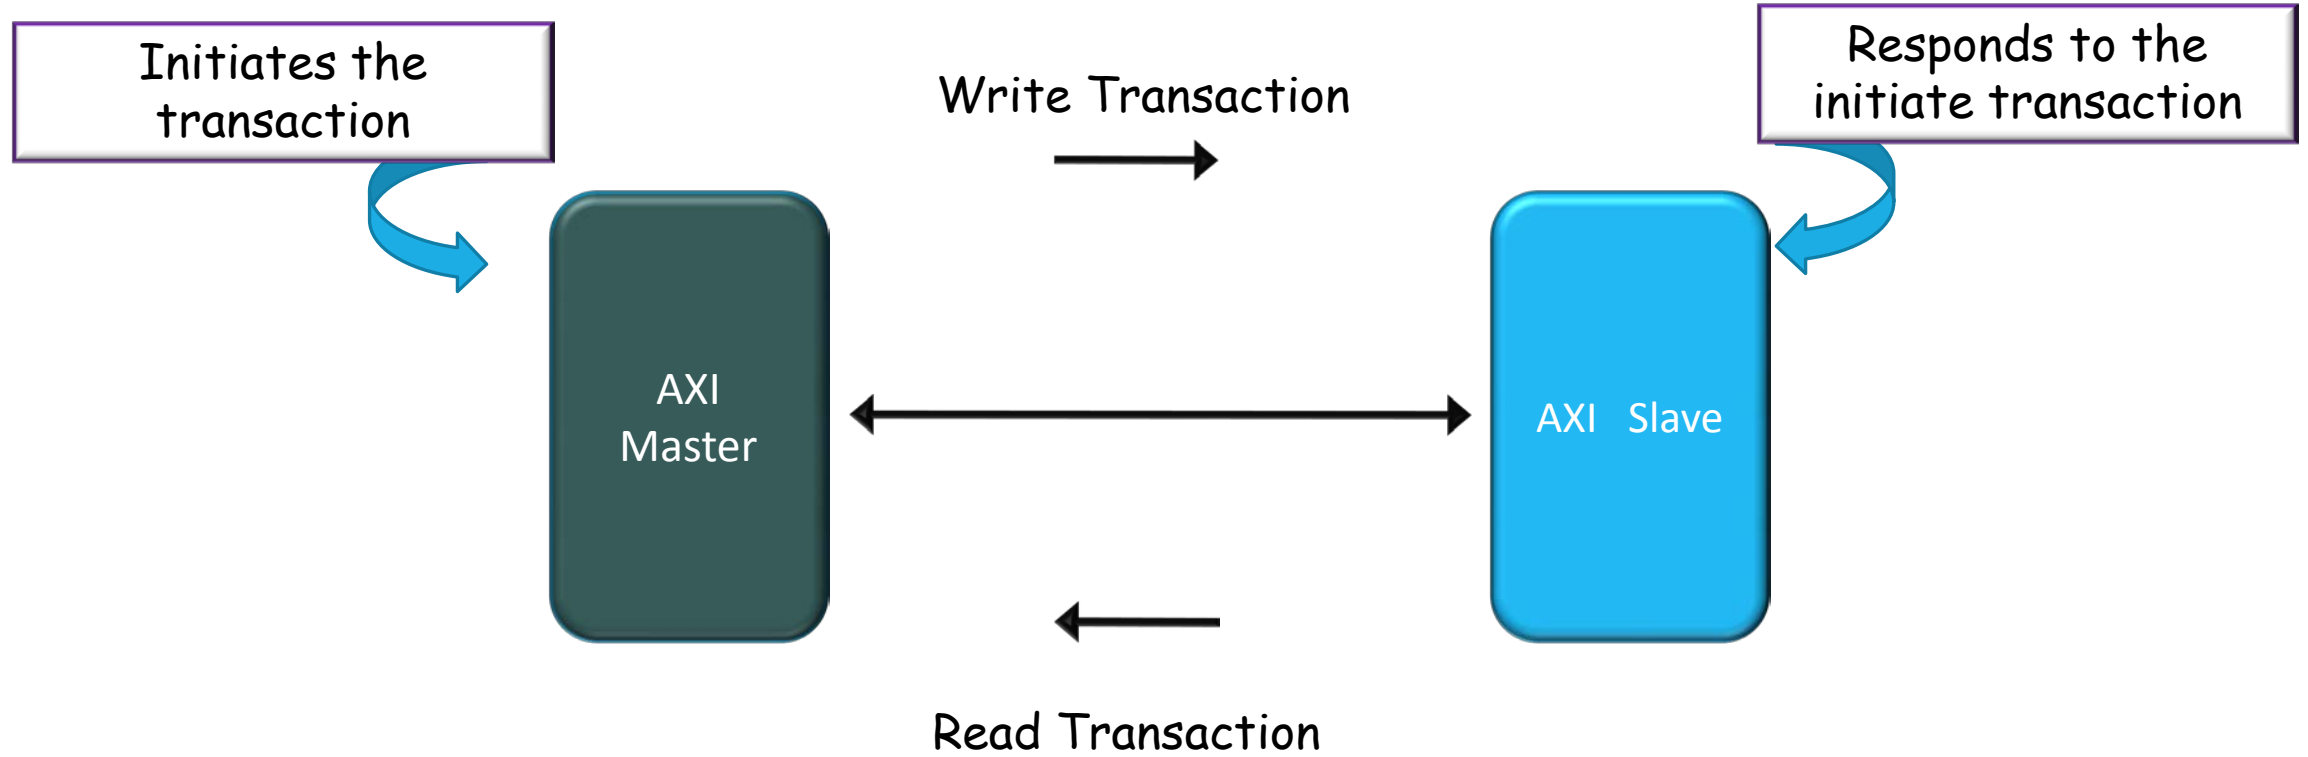 Initiates the
transaction
Write Transaction
Responds to the
initiate transaction
AXI
Master
AXI Slave
Read Transaction